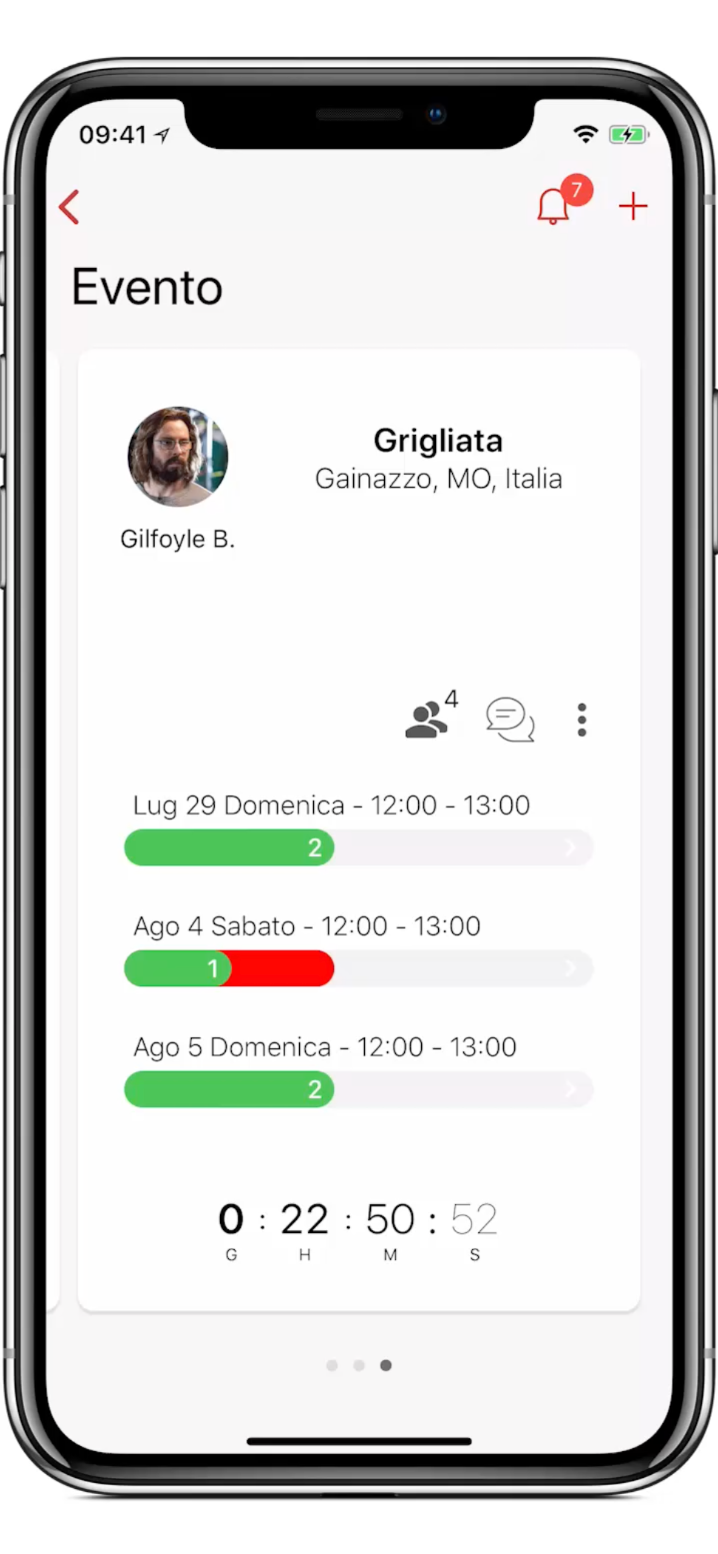 09:41
7
Evento
Grigliata
Gainazzo, MO, Italia
Gilfoyle B.
4
Lug 29 Domenica - 12:00 - 13:00
2
Ago 4 Sabato - 12:00 - 13:00
1
Ago 5 Domenica - 12:00 - 13:00
2
0 : 22 : 50 : 52
G H M S